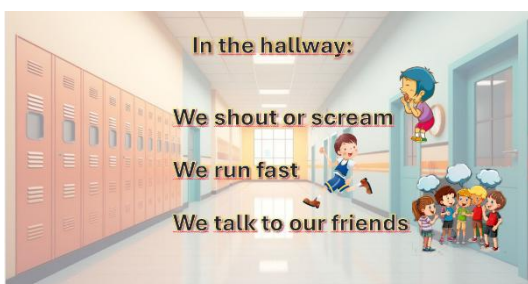 In the hallway:
We shout or scream
We run fast
We talk to our friends